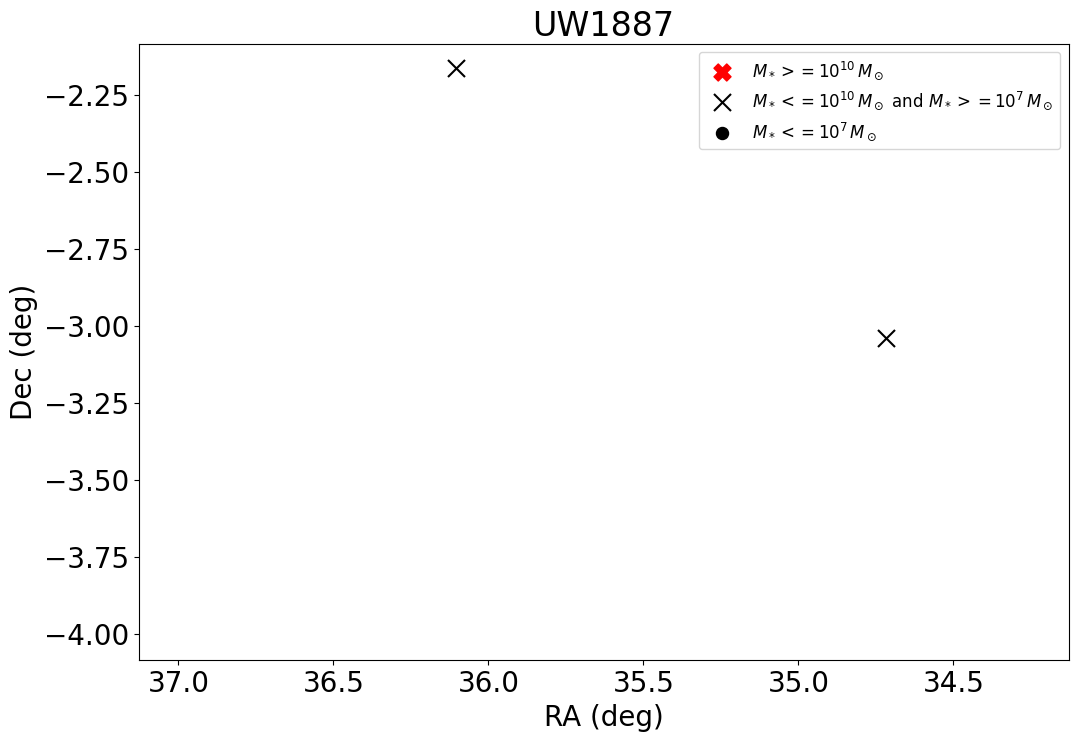 UW1887
M* >= 10^10 M⊙
M* <= 10^10 M⊙ and M* >= 10^7 M⊙
M* <= 10^7 M⊙
−2.25
−2.50
−2.75
−3.00
−3.25
−3.50
−3.75
−4.00
Dec (deg)
37.0 36.5 36.0 35.5 35.0 34.5
RA (deg)